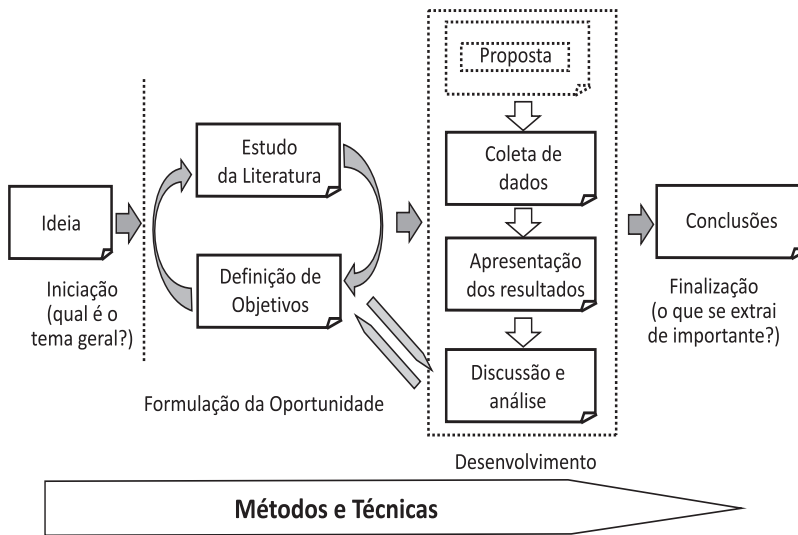 Ideia
Iniciação
(qual é o
tema geral?)
Estudo
da Literatura
Definição de
Objetivos
Formulação da Oportunidade
Proposta
Coleta de
dados
Apresentação
dos resultados
Discussão e
análise
Desenvolvimento
Conclusões
Finalização
(o que se extrai
de importante?)
Métodos e Técnicas